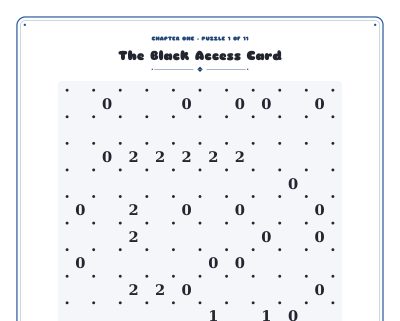 CHAPTER ONE · PUZZLE 1 OF 11
The Black Access Card
0 0 0 0 0
0 2 2 2 2 2
0
0 2 0 0 0
2 0 0
0 0 0
2 2 0 0
1 1 0